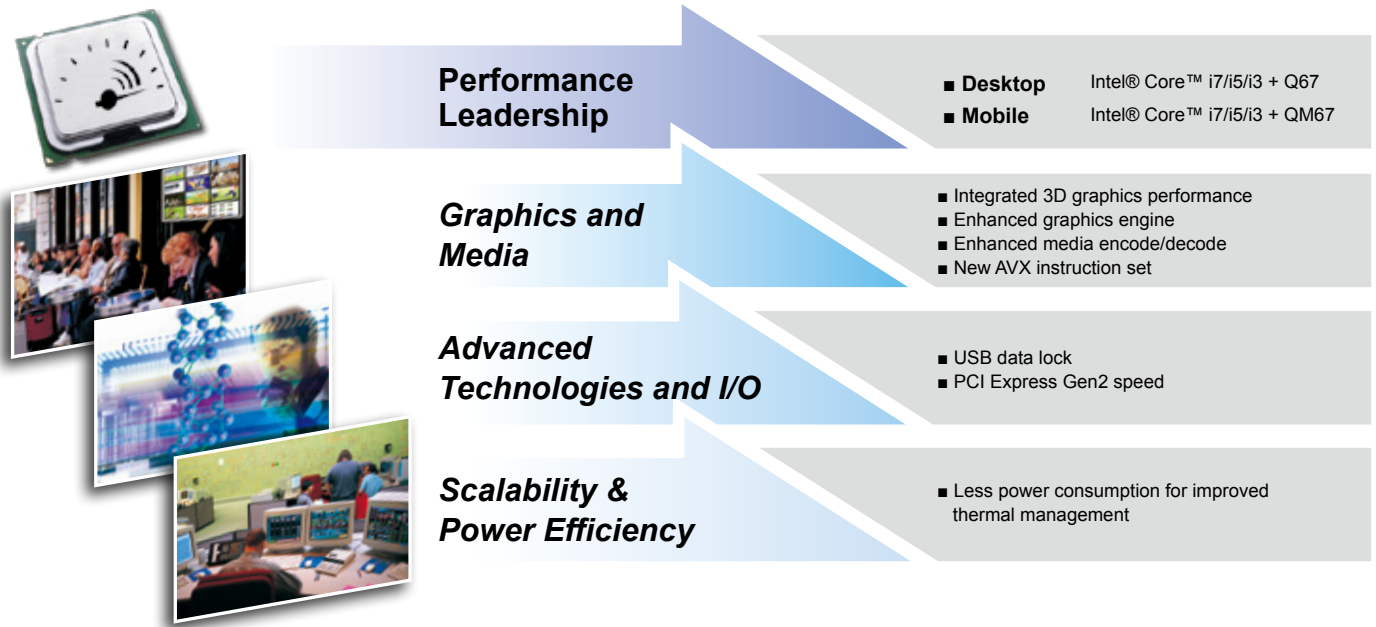 Performance
Leadership
■ Desktop Intel® Core™ i7/i5/i3 + Q67
■ Mobile Intel® Core™ i7/i5/i3 + QM67
Graphics and
Media
■ Integrated 3D graphics performance
■ Enhanced graphics engine
■ Enhanced media encode/decode
■ New AVX instruction set
Advanced
Technologies and I/O
■ USB data lock
■ PCI Express Gen2 speed
Scalability &
Power Efficiency
■ Less power consumption for improved
thermal management